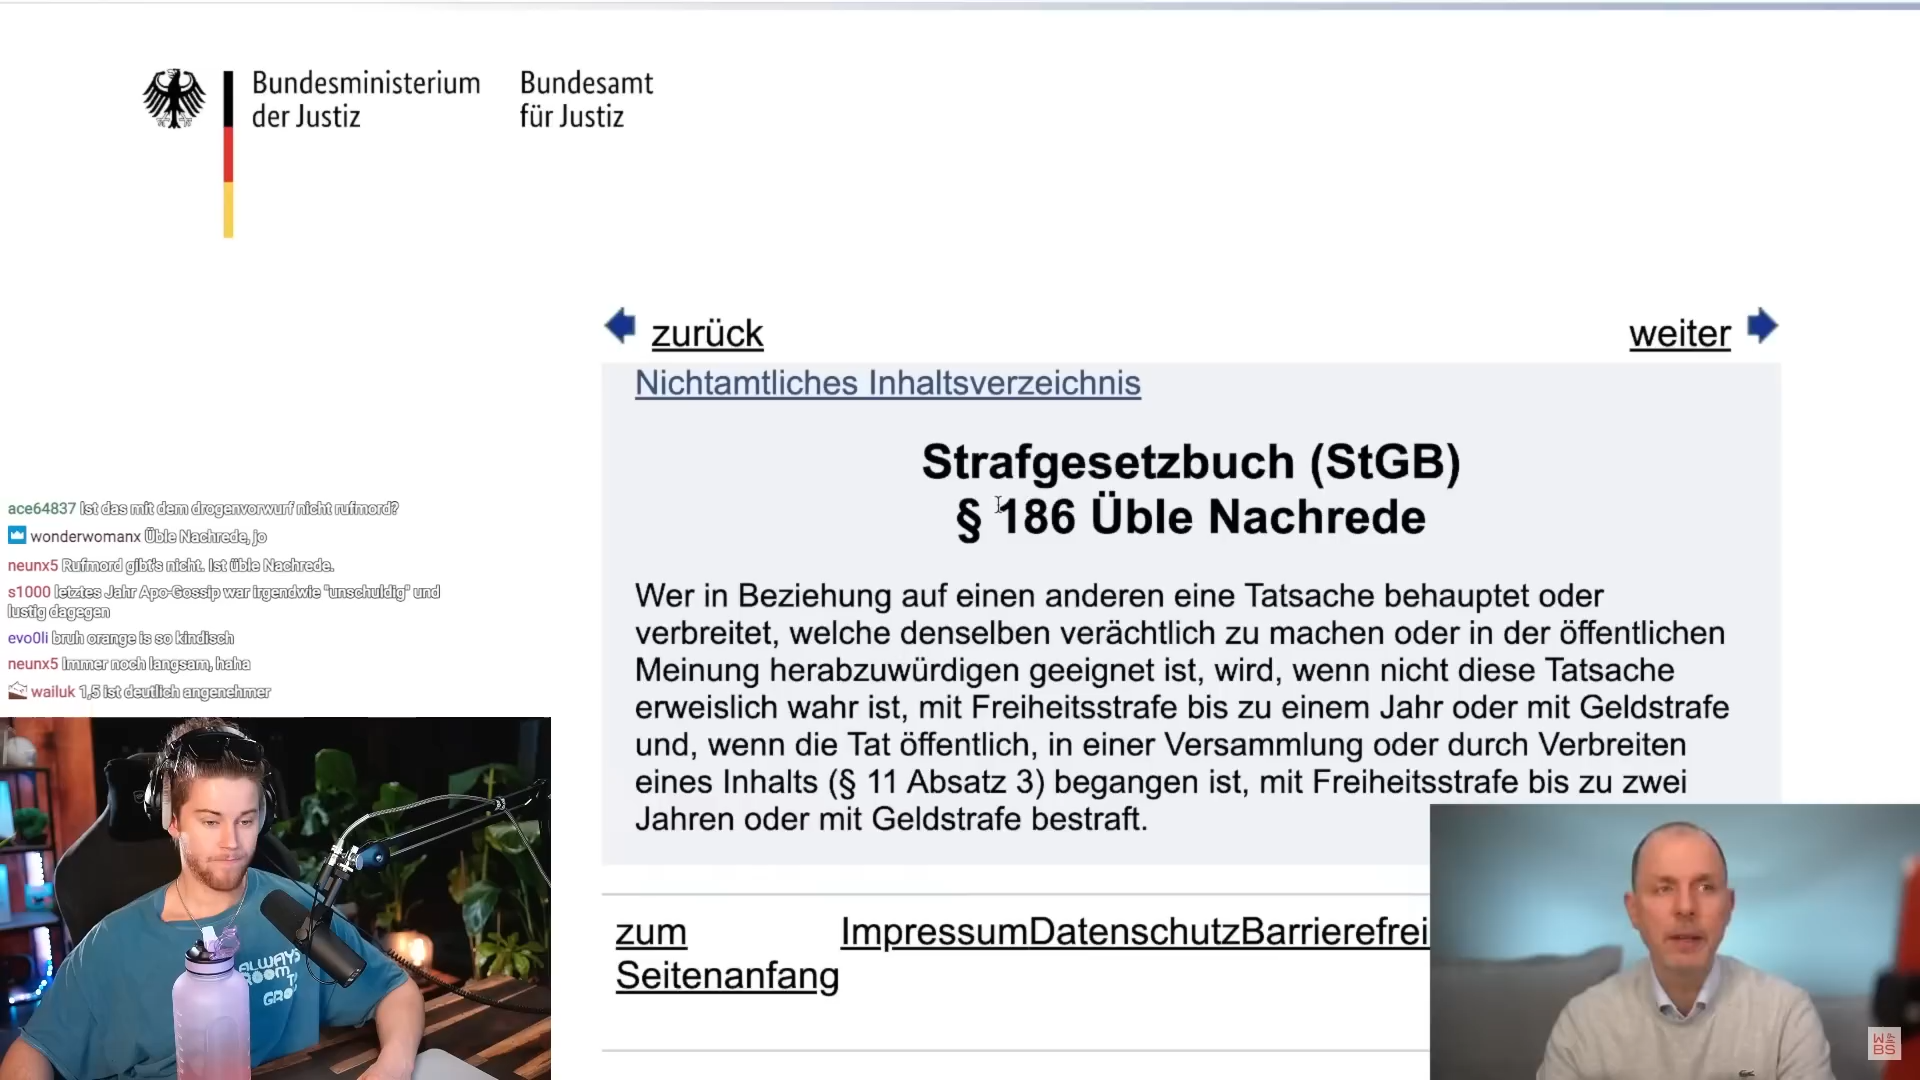 Bundesministerium
der Justiz
Bundesamt
für Justiz
zurück
weiter
Nichtamtliches Inhaltsverzeichnis
Strafgesetzbuch (StGB)
§ 186 Üble Nachrede
Wer in Beziehung auf einen anderen eine Tatsache behauptet oder
verbreitet, welche denselben verächtlich zu machen oder in der öffentlichen
Meinung herabzuwürdigen geeignet ist, wird, wenn nicht diese Tatsache
erweislich wahr ist, mit Freiheitsstrafe bis zu einem Jahr oder mit Geldstrafe
und, wenn die Tat öffentlich, in einer Versammlung oder durch Verbreiten
eines Inhalts (§ 11 Absatz 3) begangen ist, mit Freiheitsstrafe bis zu zwei
Jahren oder mit Geldstrafe bestraft.
zum
Seitenanfang
ImpressumDatenschutzBarrierefrei
ace64837 Ist das mit dem drogenvorwurf nicht rufmord?
wonderwomanx Üble Nachrede, jo
neunx5 Rufmord gibt's nicht. Ist üble Nachrede.
s1000 letztes Jahr Apo-Gossip war irgendwie "unschuldig" und
lustig dagegen
evo0li bruh orange is so kindisch
neunx5 Immer noch langsam, haha
wailuk 1,5 ist deutlich angenehmer
ALWAYS
ROOM T
GRO
WBS